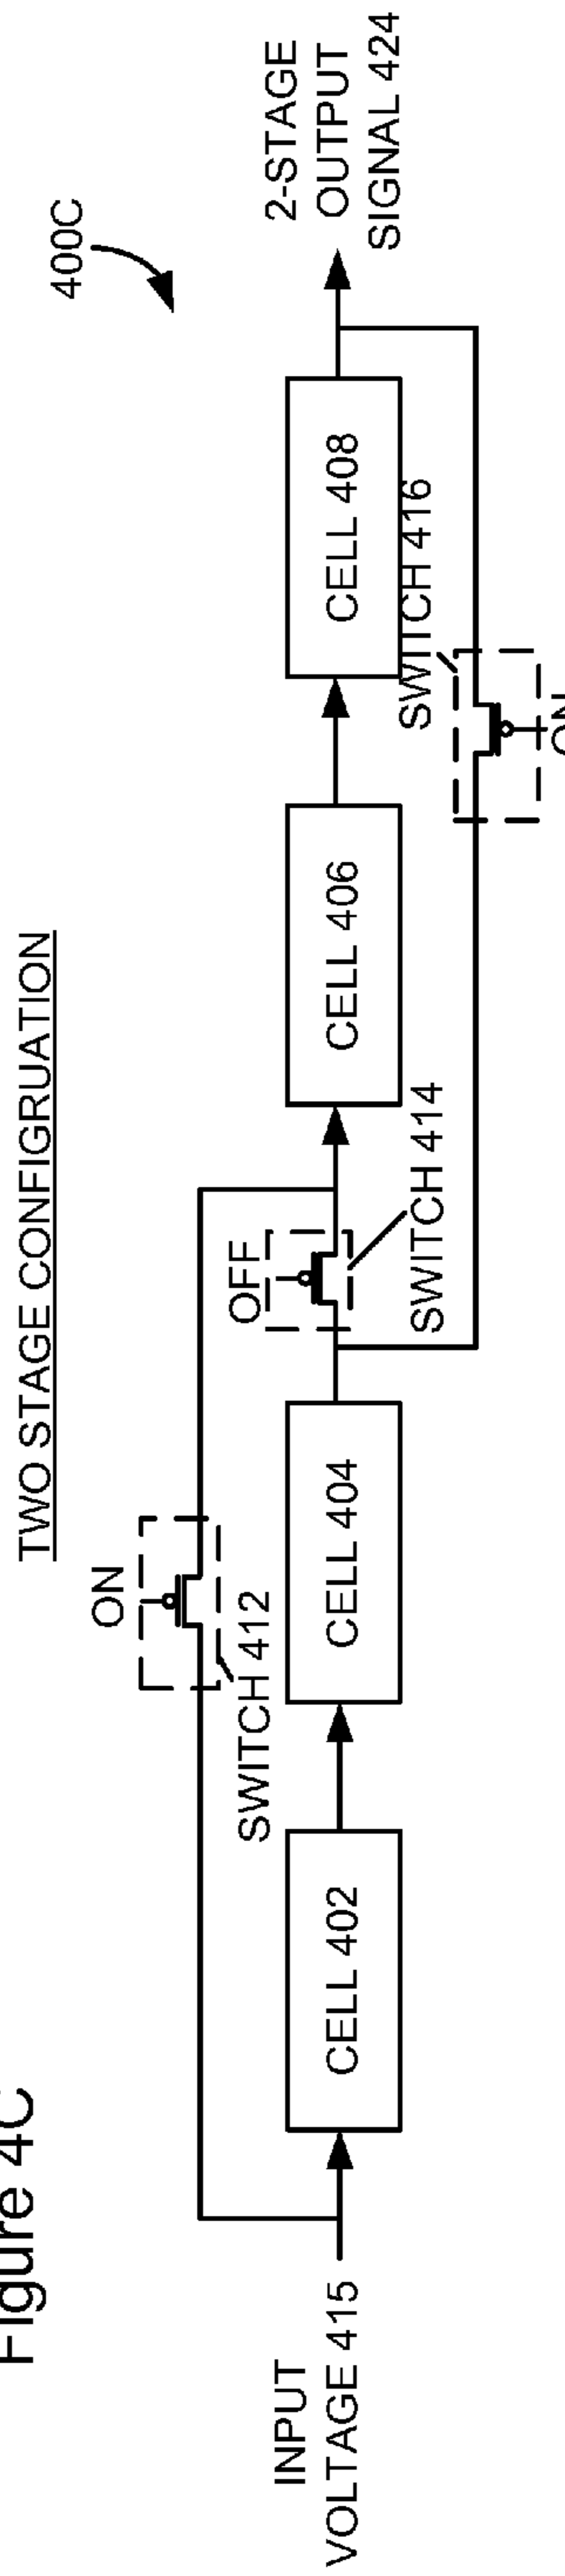 Figure 4C
TWO STAGE CONFIGRUATION
400C
ON
SWITCH 412
OFF
SWITCH 414
INPUT
VOLTAGE 415
CELL 402
CELL 404
CELL 406
CELL 408
2-STAGE
OUTPUT
SIGNAL 424
SWITCH 416
ON